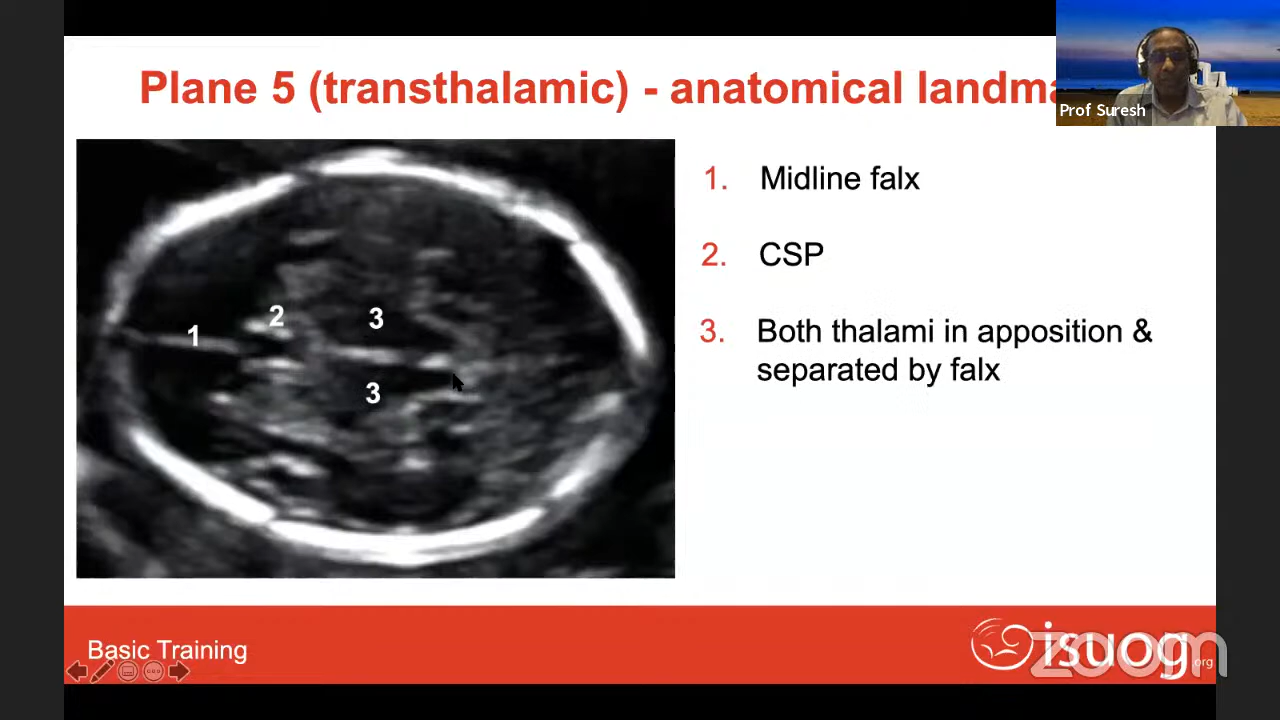 Plane 5 (transthalamic) - anatomical landma
Prof Suresh
1. Midline falx
2. CSP
3. Both thalami in apposition &
separated by falx
1
2
3
3
Basic Training
isuog .org
zoom